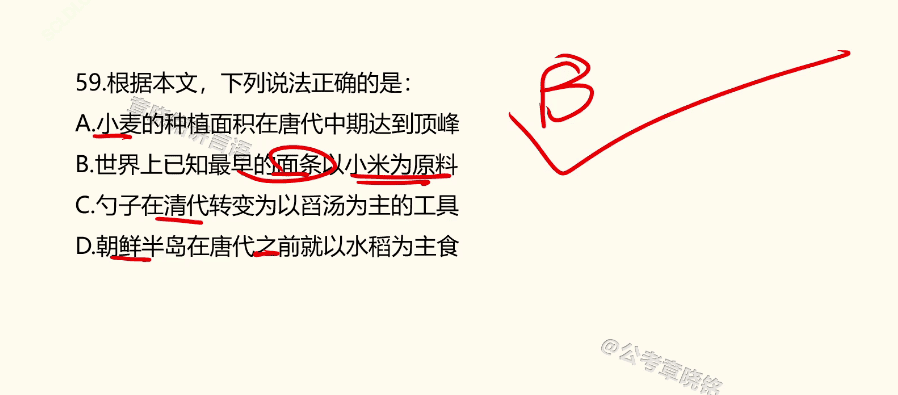 59.根据本文，下列说法正确的是：
A.小麦的种植面积在唐代中期达到顶峰
B.世界上已知最早的面条以小米为原料
C.勺子在清代转变为以舀汤为主的工具
D.朝鲜半岛在唐代之前就以水稻为主食
B
@公考章晓铭